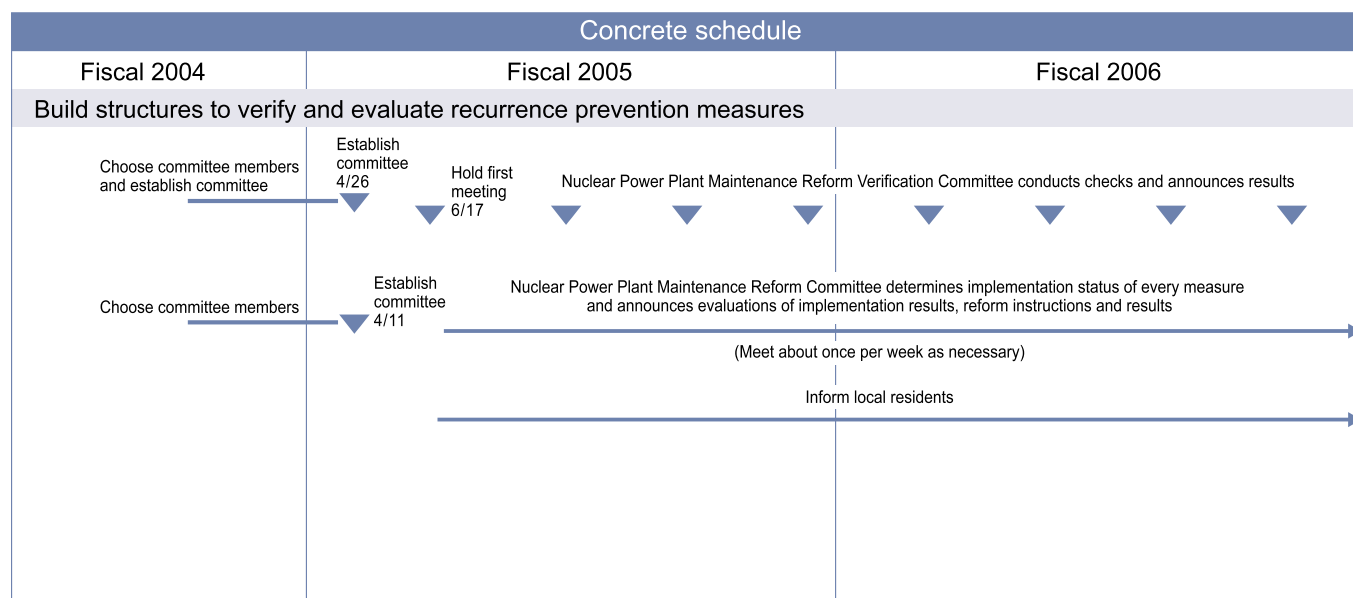 Concrete schedule
Fiscal 2004
Fiscal 2005
Fiscal 2006
Build structures to verify and evaluate recurrence prevention measures
Choose committee members
and establish committee
Establish
committee
4/26
Hold first
meeting
6/17
Nuclear Power Plant Maintenance Reform Verification Committee conducts checks and announces results
Choose committee members
Establish
committee
4/11
Nuclear Power Plant Maintenance Reform Committee determines implementation status of every measure
and announces evaluations of implementation results, reform instructions and results
(Meet about once per week as necessary)
Inform local residents